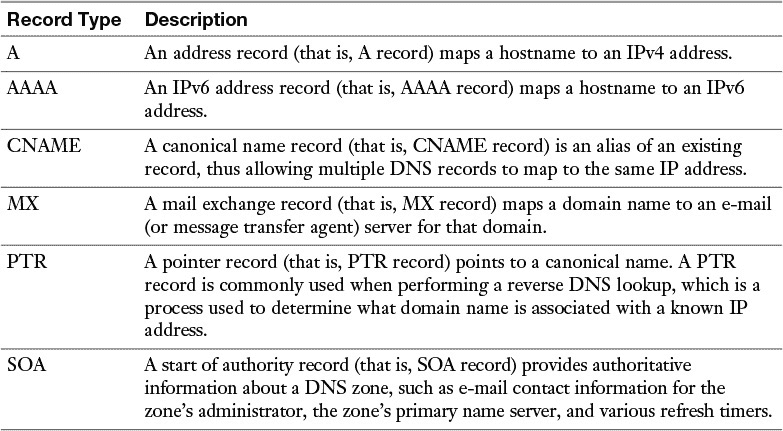 Record Type Description
A An address record (that is, A record) maps a hostname to an IPv4 address.
AAAA An IPv6 address record (that is, AAAA record) maps a hostname to an IPv6
address.
CNAME A canonical name record (that is, CNAME record) is an alias of an existing
record, thus allowing multiple DNS records to map to the same IP address.
MX A mail exchange record (that is, MX record) maps a domain name to an e-mail
(or message transfer agent) server for that domain.
PTR A pointer record (that is, PTR record) points to a canonical name. A PTR
record is commonly used when performing a reverse DNS lookup, which is a
process used to determine what domain name is associated with a known IP
address.
SOA A start of authority record (that is, SOA record) provides authoritative
information about a DNS zone, such as e-mail contact information for the
zone’s administrator, the zone’s primary name server, and various refresh timers.